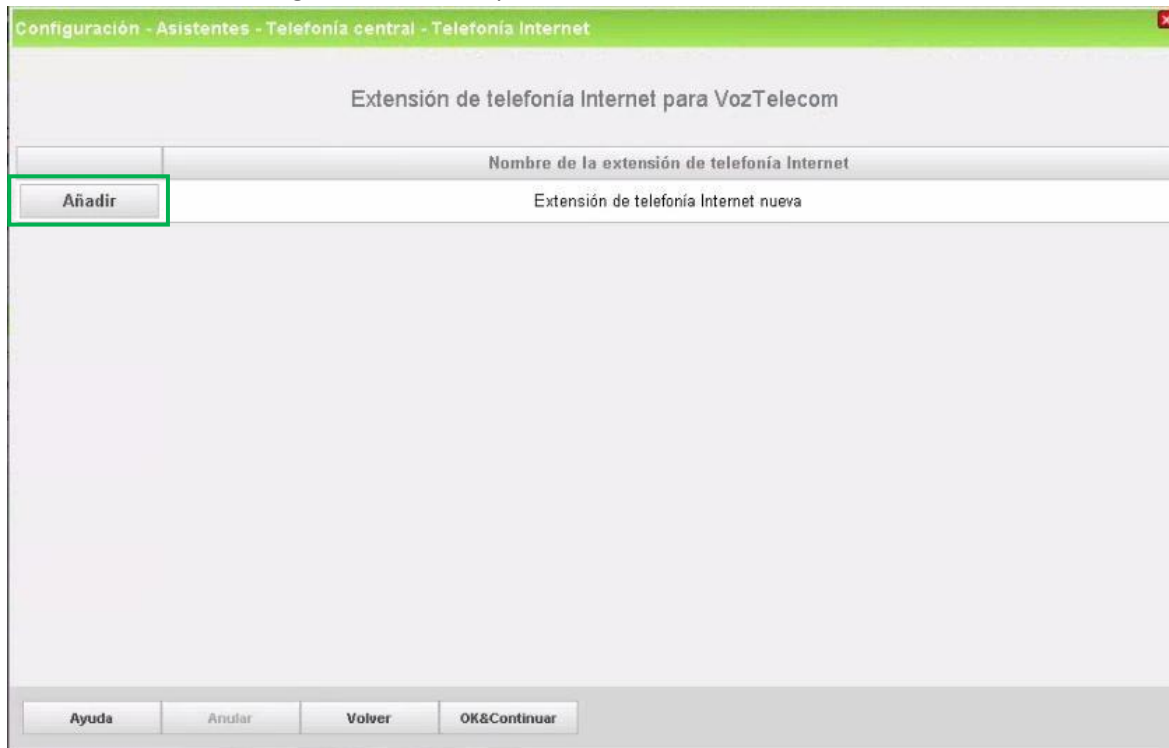 Configuración - Asistentes - Telefonía central - Telefonía Internet
Extensión de telefonía Internet para VozTelecom
Nombre de la extensión de telefonía Internet
Añadir Extensión de telefonía Internet nueva
Ayuda Anular Volver OK&Continuar